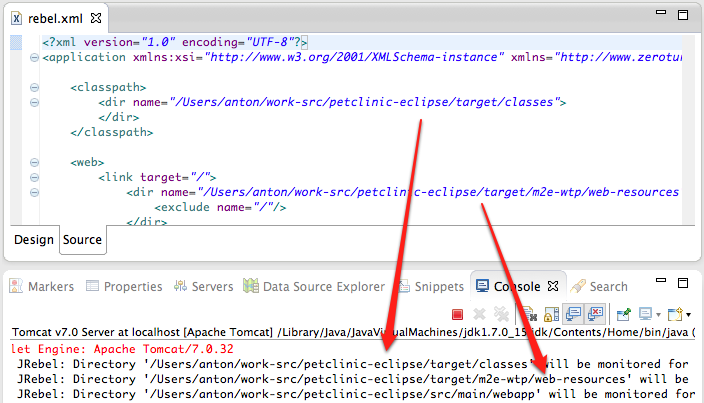 rebel.xml
<?xml version="1.0" encoding="UTF-8"?>
<application xmlns:xsi="http://www.w3.org/2001/XMLSchema-instance" xmlns="http://www.zerotur
<classpath>
<dir name="/Users/anton/work-src/petclinic-eclipse/target/classes">
</dir>
</classpath>
<web>
<link target="/">
<dir name="/Users/anton/work-src/petclinic-eclipse/target/m2e-wtp/web-resources
<exclude name="/"/>
</dir>
Design Source
Markers Properties Servers Data Source Explorer Snippets Console Search
Tomcat v7.0 Server at localhost [Apache Tomcat] /Library/Java/JavaVirtualMachines/jdk1.7.0_15.jdk/Contents/Home/bin/java (
let Engine: Apache Tomcat/7.0.32
JRebel: Directory '/Users/anton/work-src/petclinic-eclipse/target/classes' will be monitored for
JRebel: Directory '/Users/anton/work-src/petclinic-eclipse/target/m2e-wtp/web-resources' will be
JRebel: Directory '/Users/anton/work-src/petclinic-eclipse/src/main/webapp' will be monitored for